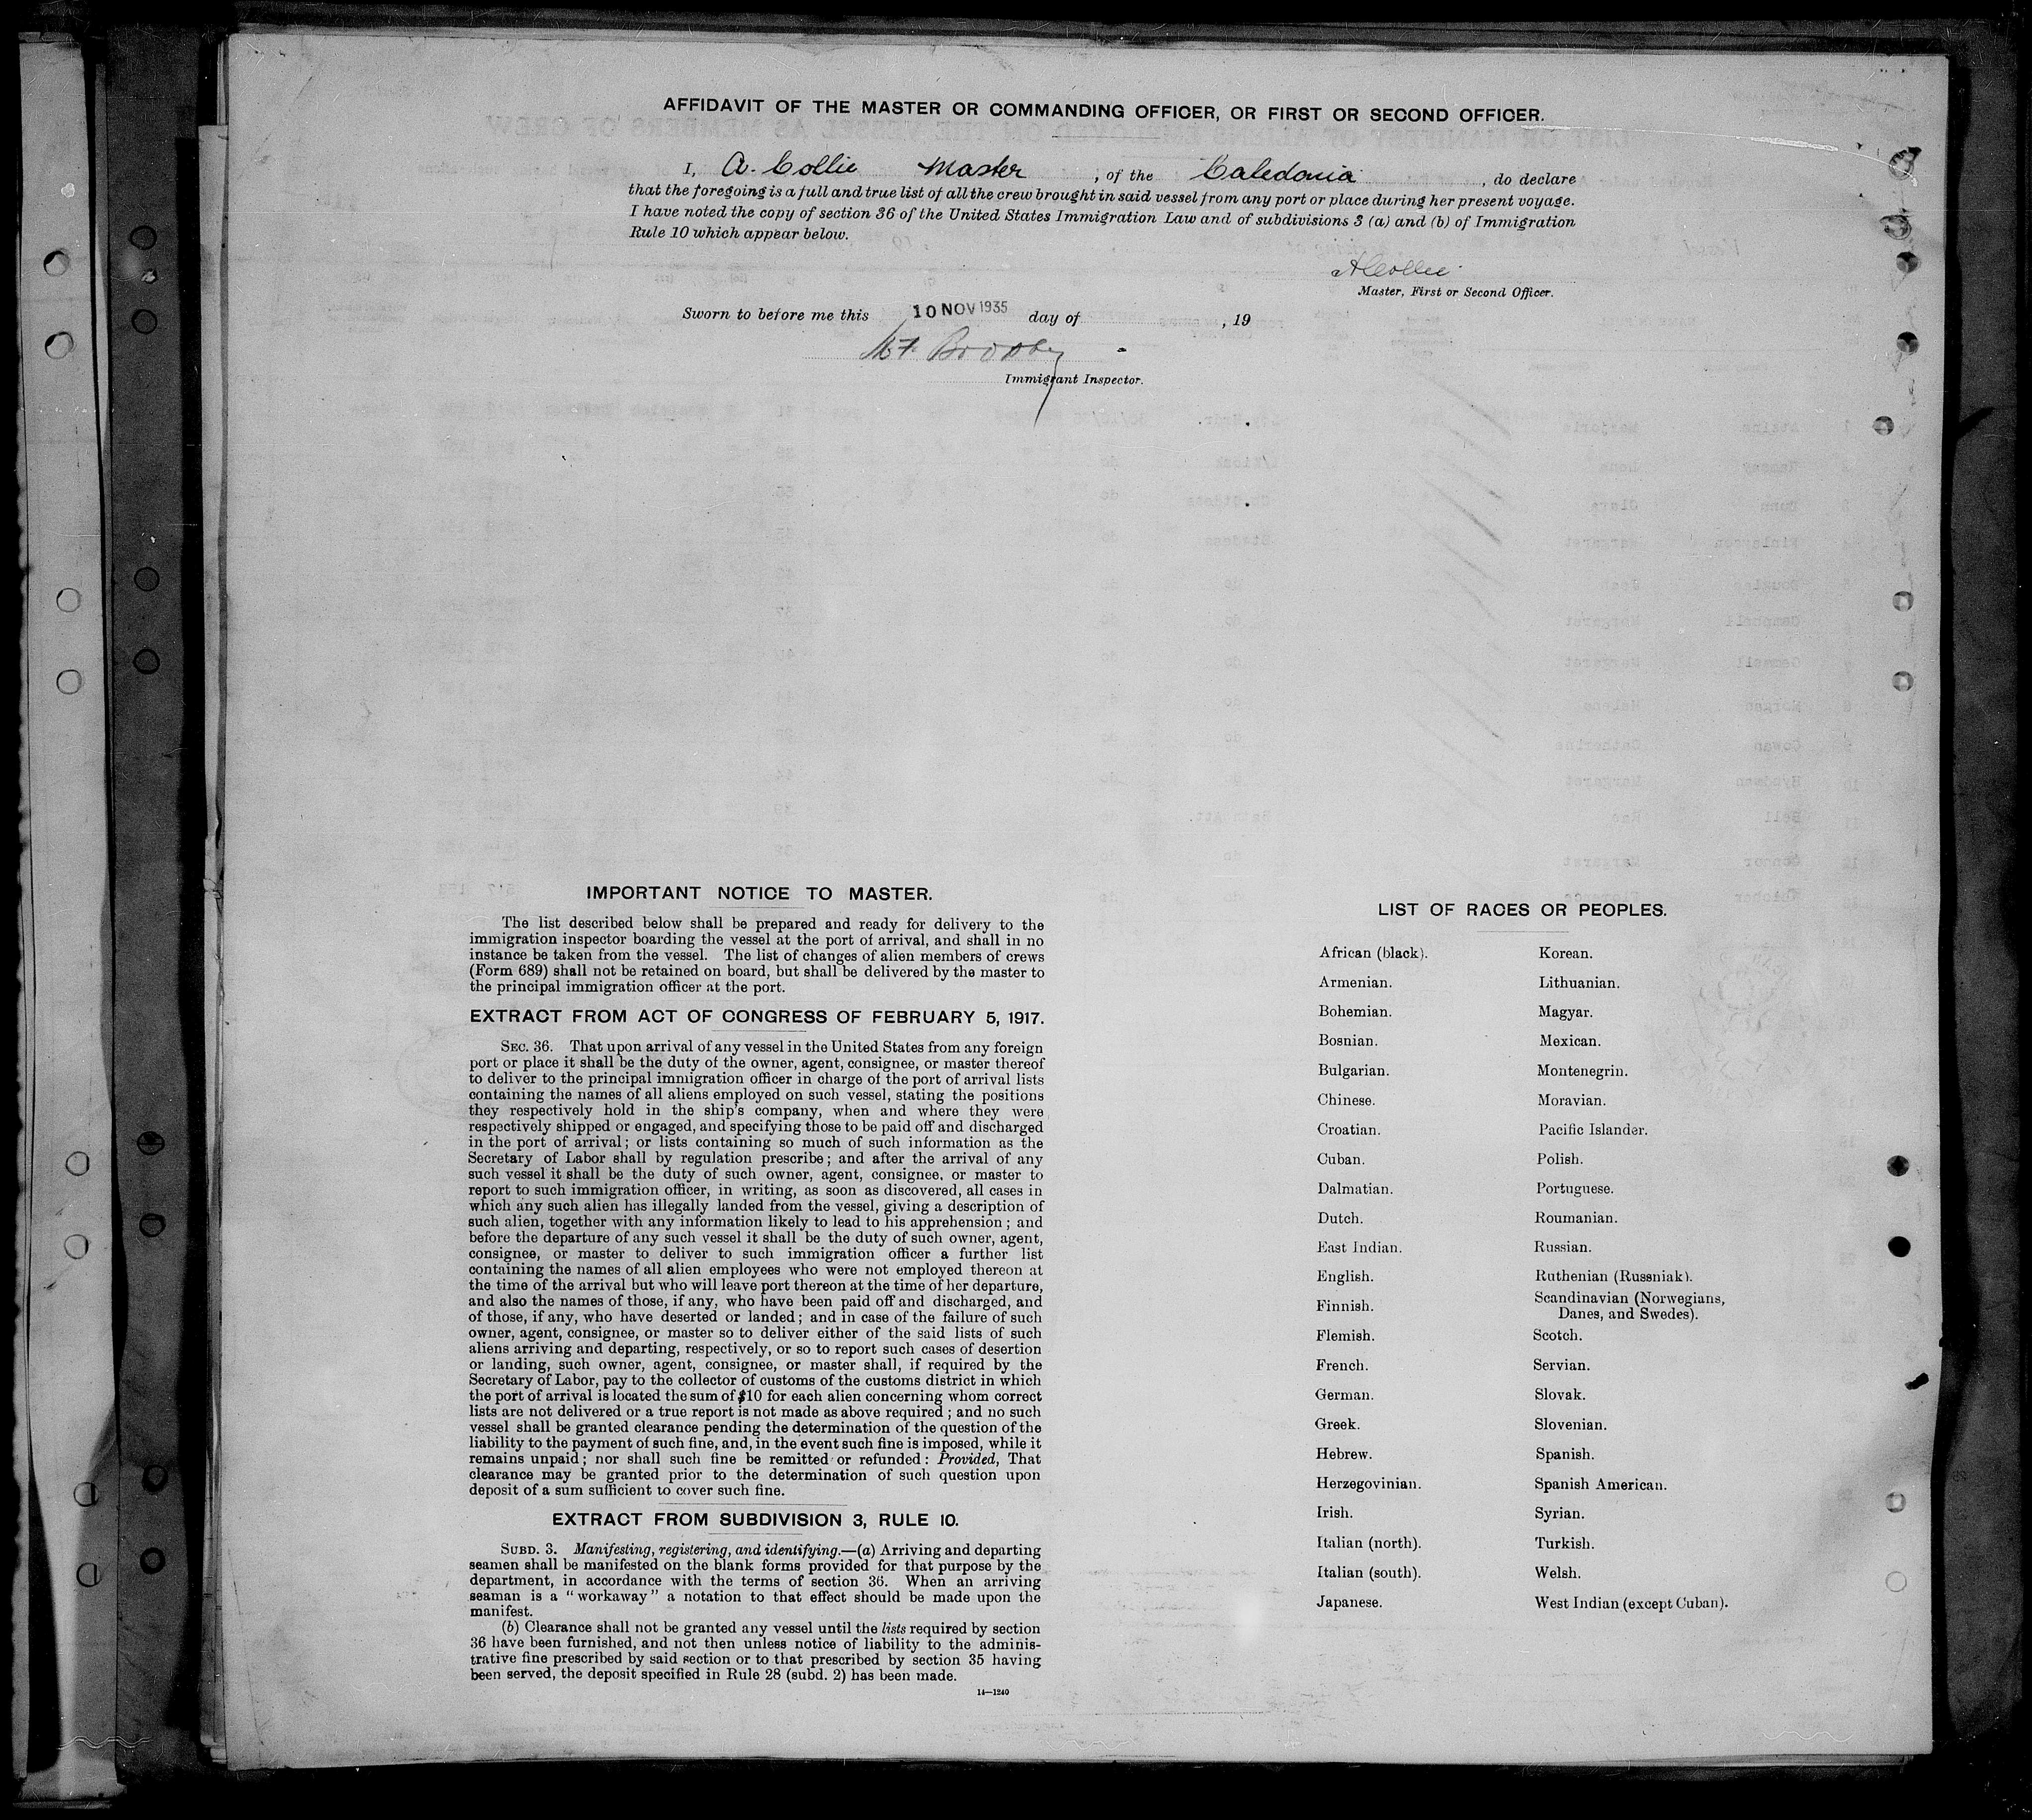 AFFIDAVIT OF THE MASTER OR COMMANDING OFFICER, OR FIRST OR SECOND OFFICER.
I, A. Collie Master, of the Caledonia, do declare
that the foregoing is a full and true list of all the crew brought in said vessel from any port or place during her present voyage.
I have noted the copy of section 36 of the United States Immigration Law and of subdivisions 3 (a) and (b) of Immigration
Rule 10 which appear below.
A Collie
Master, First or Second Officer.
Sworn to before me this 10 NOV 1935 day of , 19
Immigrant Inspector.
IMPORTANT NOTICE TO MASTER.
The list described below shall be prepared and ready for delivery to the
immigration inspector boarding the vessel at the port of arrival, and shall in no
instance be taken from the vessel. The list of changes of alien members of crews
(Form 689) shall not be retained on board, but shall be delivered by the master to
the principal immigration officer at the port.
EXTRACT FROM ACT OF CONGRESS OF FEBRUARY 5, 1917.
SEC. 36. That upon arrival of any vessel in the United States from any foreign
port or place it shall be the duty of the owner, agent, consignee, or master thereof
to deliver to the principal immigration officer in charge of the port of arrival lists
containing the names of all aliens employed on such vessel, stating the positions
they respectively hold in the ship's company, when and where they were
respectively shipped or engaged, and specifying those to be paid off and discharged
in the port of arrival; or lists containing so much of such information as the
Secretary of Labor shall by regulation prescribe; and after the arrival of any
such vessel it shall be the duty of such owner, agent, consignee, or master to
report to such immigration officer, in writing, as soon as discovered, all cases in
which any such alien has illegally landed from the vessel, giving a description of
such alien, together with any information likely to lead to his apprehension; and
before the departure of any such vessel it shall be the duty of such owner, agent,
consignee, or master to deliver to such immigration officer a further list
containing the names of all alien employees who were not employed thereon at
the time of the arrival but who will leave port thereon at the time of her departure,
and also the names of those, if any, who have been paid off and discharged, and
of those, if any, who have deserted or landed; and in case of the failure of such
owner, agent, consignee, or master so to deliver either of the said lists of such
aliens arriving and departing, respectively, or so to report such cases of desertion
or landing, such owner, agent, consignee, or master shall, if required by the
Secretary of Labor, pay to the collector of customs of the customs district in which
the port of arrival is located the sum of $10 for each alien concerning whom correct
lists are not delivered or a true report is not made as above required; and no such
vessel shall be granted clearance pending the determination of the question of the
liability to the payment of such fine, and, in the event such fine is imposed, while it
remains unpaid; nor shall such fine be remitted or refunded: Provided, That
clearance may be granted prior to the determination of such question upon
deposit of a sum sufficient to cover such fine.
EXTRACT FROM SUBDIVISION 3, RULE 10.
SUBD. 3. Manifesting, registering, and identifying.—(a) Arriving and departing
seamen shall be manifested on the blank forms provided for that purpose by the
department, in accordance with the terms of section 36. When an arriving
seaman is a "workaway" a notation to that effect should be made upon the
manifest.
(b) Clearance shall not be granted any vessel until the lists required by section
36 have been furnished, and not then unless notice of liability to the adminis-
trative fine prescribed by said section or to that prescribed by section 35 having
been served, the deposit specified in Rule 28 (subd. 2) has been made.
14—1240
LIST OF RACES OR PEOPLES.
African (black).
Armenian.
Bohemian.
Bosnian.
Bulgarian.
Chinese.
Croatian.
Cuban.
Dalmatian.
Dutch.
East Indian.
English.
Finnish.
Flemish.
French.
German.
Greek.
Hebrew.
Herzegovinian.
Irish.
Italian (north).
Italian (south).
Japanese.
Korean.
Lithuanian.
Magyar.
Mexican.
Montenegrin.
Moravian.
Pacific Islander.
Polish.
Portuguese.
Roumanian.
Russian.
Ruthenian (Russniak).
Scandinavian (Norwegians,
Danes, and Swedes).
Scotch.
Servian.
Slovak.
Slovenian.
Spanish.
Spanish American.
Syrian.
Turkish.
Welsh.
West Indian (except Cuban).